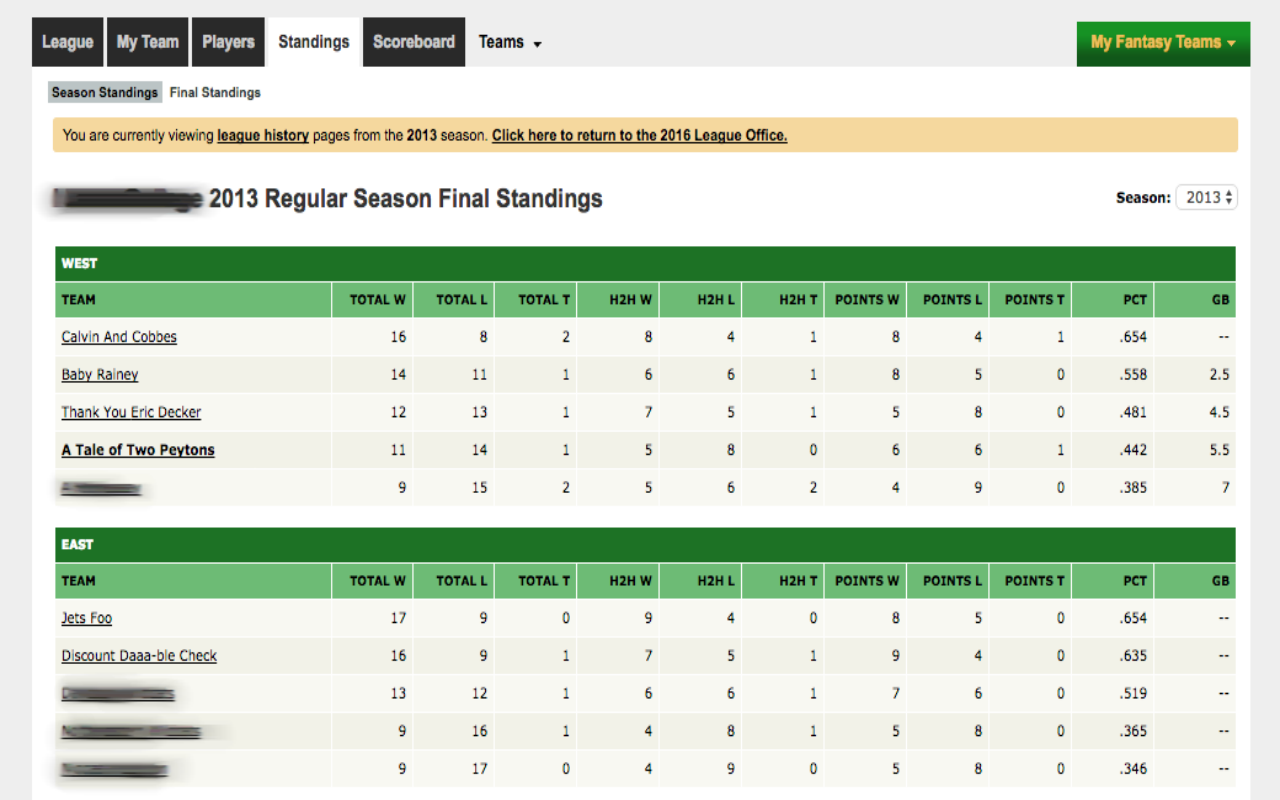 League My Team Players Standings Scoreboard Teams My Fantasy Teams
Season Standings Final Standings
You are currently viewing league history pages from the 2013 season. Click here to return to the 2016 League Office.
2013 Regular Season Final Standings Season: 2013
WEST
TEAM TOTAL W TOTAL L TOTAL T H2H W H2H L H2H T POINTS W POINTS L POINTS T PCT GB
Calvin And Cobbes 16 8 2 8 4 1 8 4 1 .654 --
Baby Rainey 14 11 1 6 6 1 8 5 0 .558 2.5
Thank You Eric Decker 12 13 1 7 5 1 5 8 0 .481 4.5
A Tale of Two Peytons 11 14 1 5 8 0 6 6 1 .442 5.5
9 15 2 5 6 2 4 9 0 .385 7
EAST
TEAM TOTAL W TOTAL L TOTAL T H2H W H2H L H2H T POINTS W POINTS L POINTS T PCT GB
Jets Foo 17 9 0 9 4 0 8 5 0 .654 --
Discount Daaa-ble Check 16 9 1 7 5 1 9 4 0 .635 --
13 12 1 6 6 1 7 6 0 .519 --
9 16 1 4 8 1 5 8 0 .365 --
9 17 0 4 9 0 5 8 0 .346 --